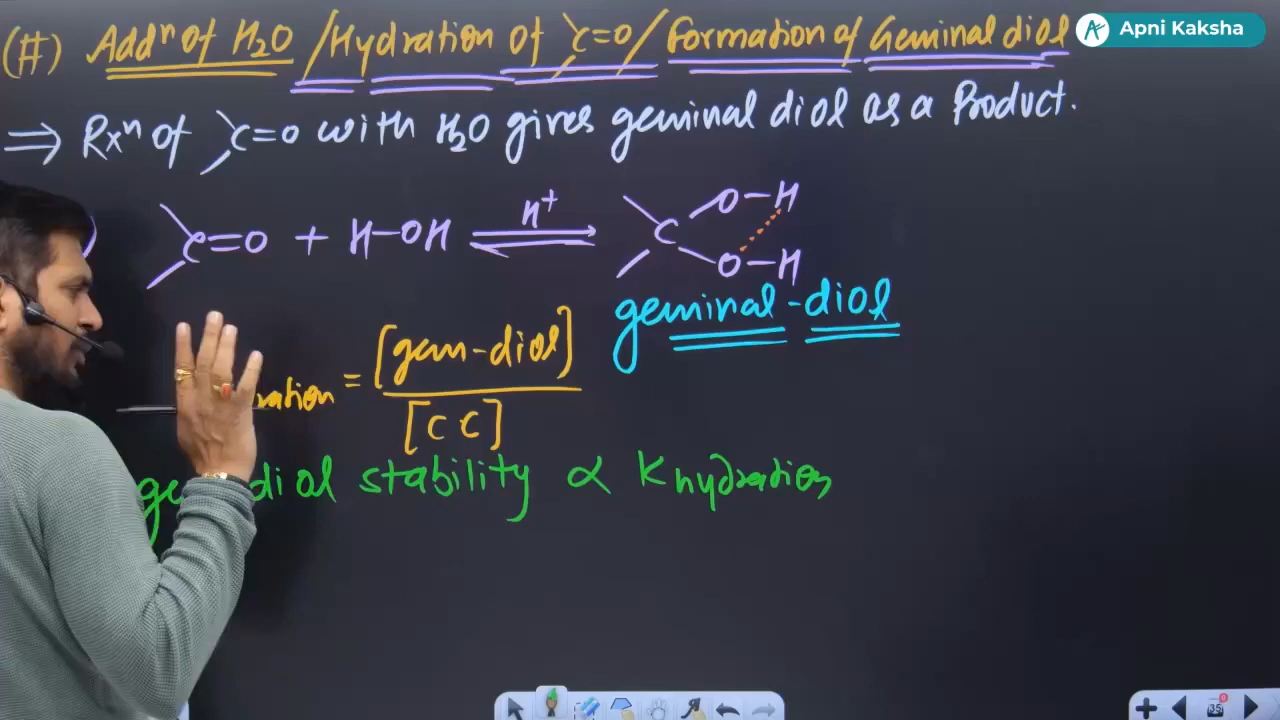 (#) Addⁿ of H₂O / Hydration of C=O / Formation of Geminal diol
Apni Kaksha
⇒ Rxⁿ of C=O with H₂O gives geminal diol as a Product.
C=O + H-OH ⇌ H⁺ C O-H O-H
geminal-diol
= [gem-diol] / [CC]
diol stability ∝ K hydration
35